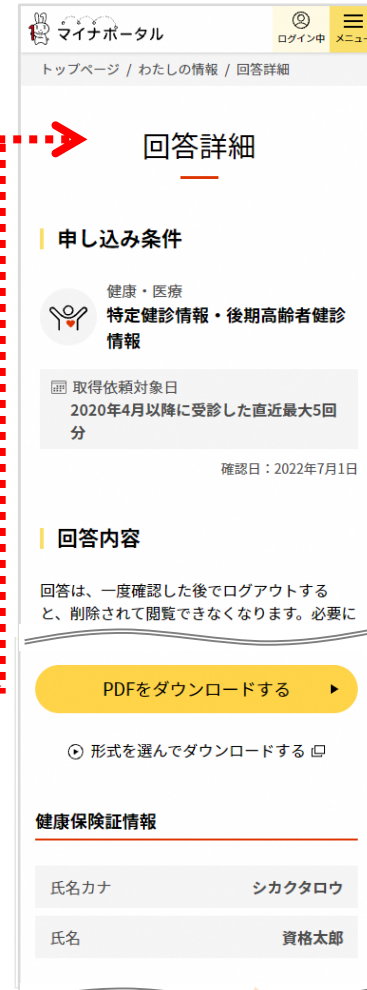 マイナポータル
ログイン中
メニュー
トップページ / わたしの情報 / 回答詳細
回答詳細
申し込み条件
健康・医療
特定健診情報・後期高齢者健診
情報
取得依頼対象日
2020年4月以降に受診した直近最大5回
分
確認日：2022年7月1日
回答内容
回答は、一度確認した後でログアウトする
と、削除されて閲覧できなくなります。必要に
PDFをダウンロードする
形式を選んでダウンロードする
健康保険証情報
氏名カナ シカクタロウ
氏名 資格太郎